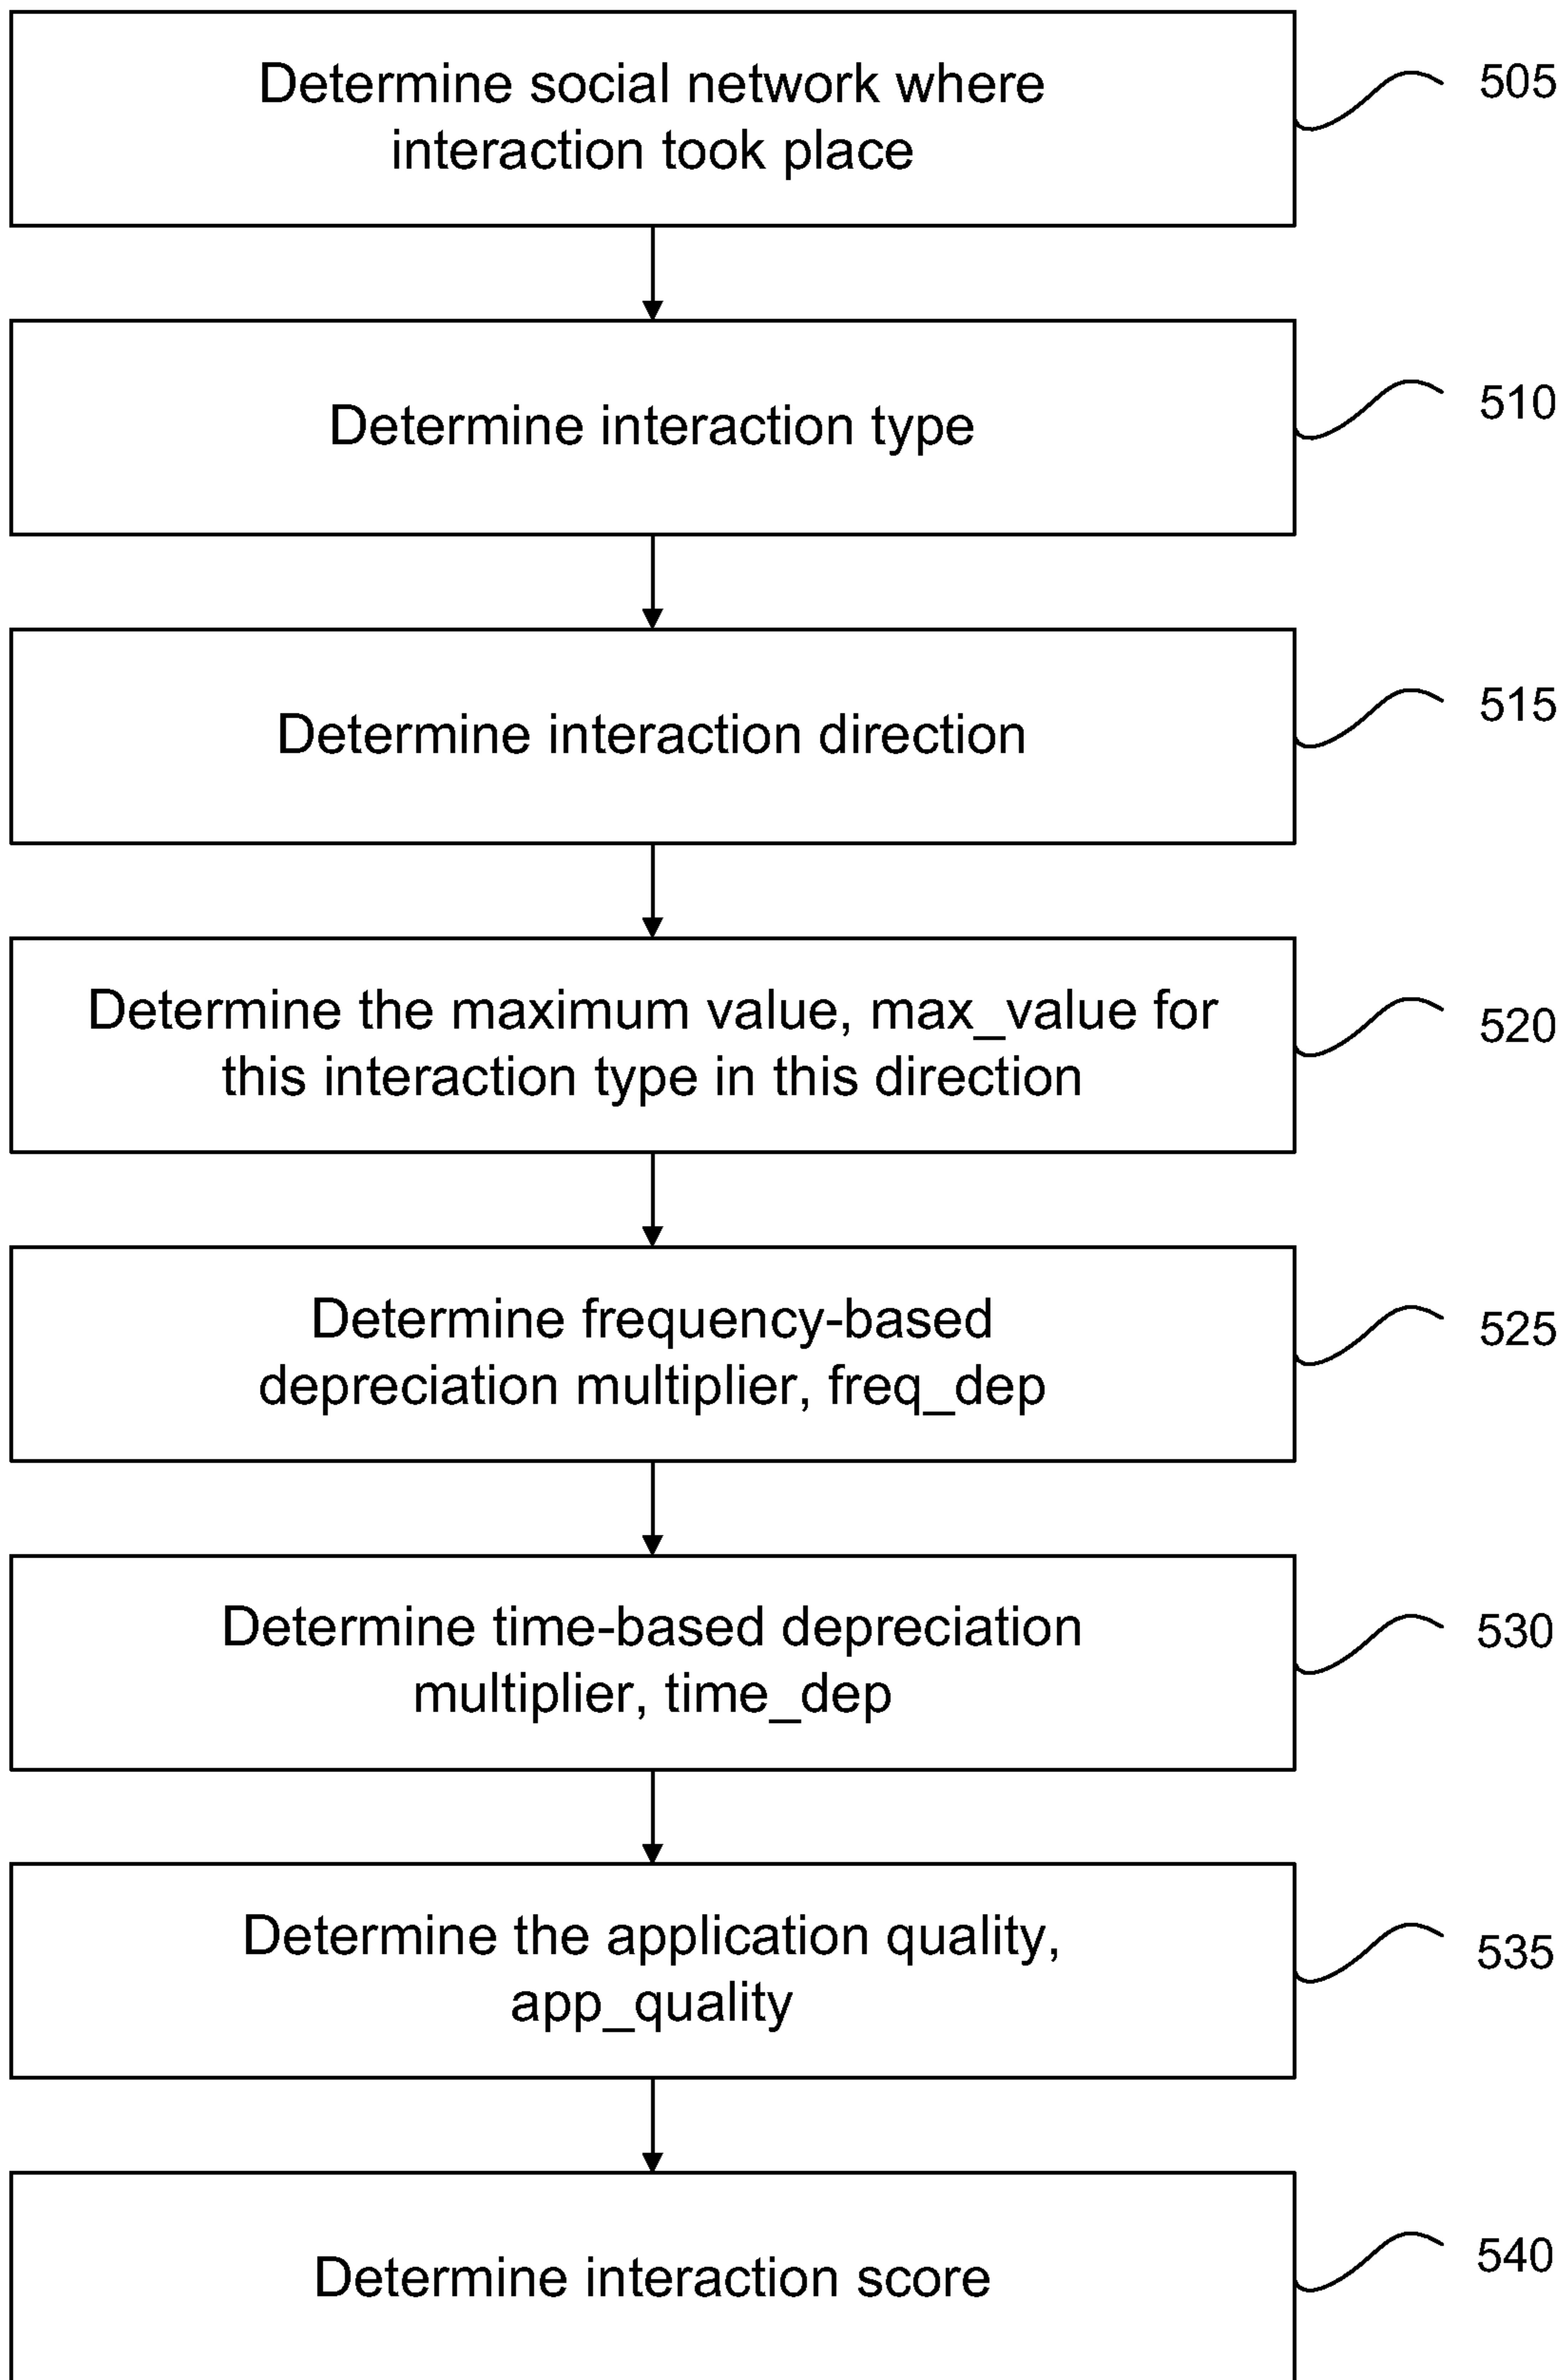 Determine social network where
interaction took place
505
Determine interaction type
510
Determine interaction direction
515
Determine the maximum value, max_value for
this interaction type in this direction
520
Determine frequency-based
depreciation multiplier, freq_dep
525
Determine time-based depreciation
multiplier, time_dep
530
Determine the application quality,
app_quality
535
Determine interaction score
540